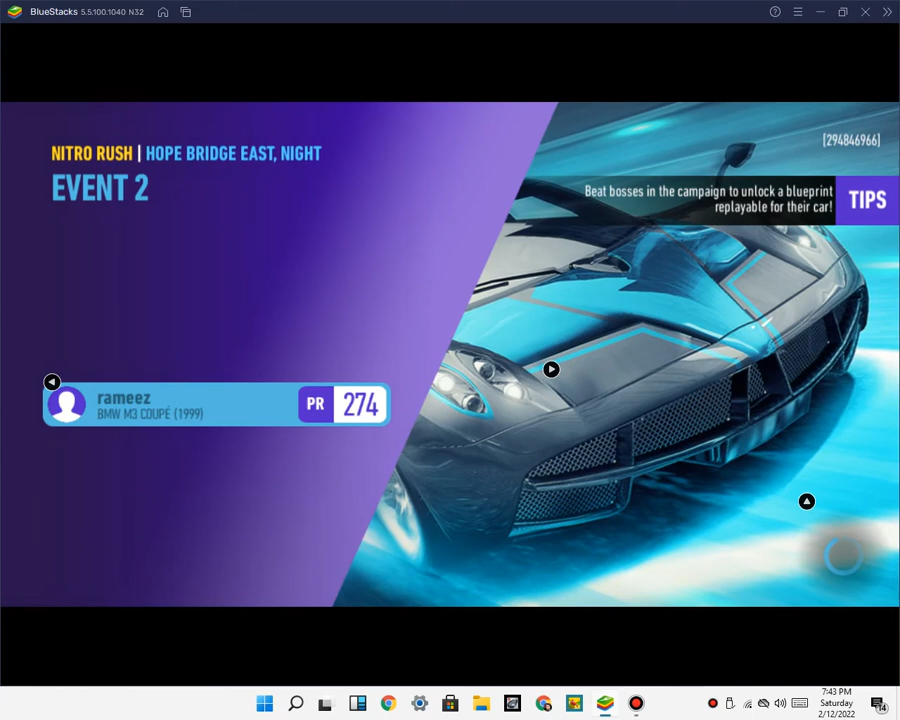 BlueStacks 5.5.100.1040 N32
NITRO RUSH | HOPE BRIDGE EAST, NIGHT
EVENT 2
[294846966]
Beat bosses in the campaign to unlock a blueprint
replayable for their car!
TIPS
rameez
BMW M3 COUPÉ (1999)
PR 274
7:43 PM
Saturday
2/12/2022
14